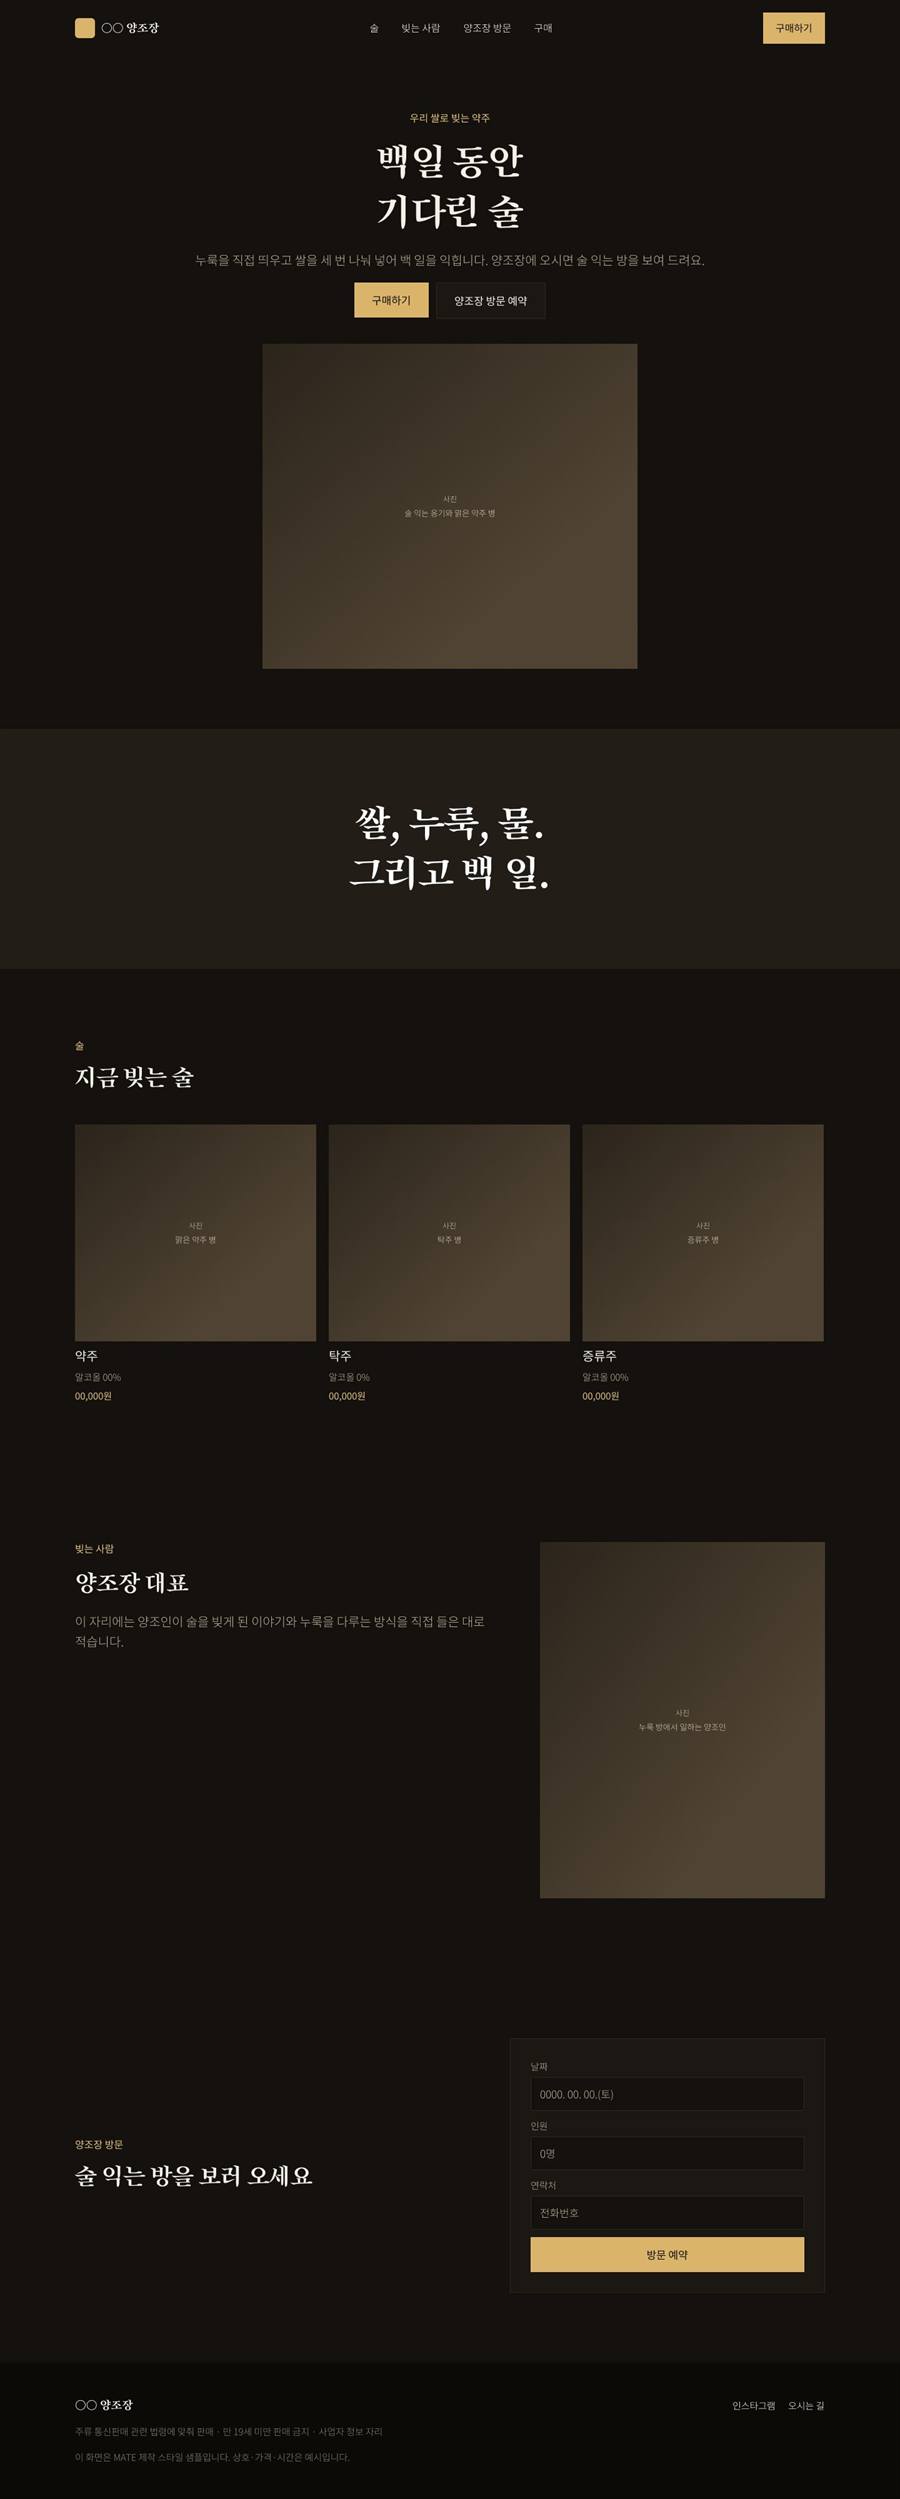 ○○ 양조장
술 빚는 사람 양조장 방문 구매
구매하기
우리 쌀로 빚는 약주
백일 동안
기다린 술
누룩을 직접 띄우고 쌀을 세 번 나눠 넣어 백 일을 익힙니다. 양조장에 오시면 술 익는 방을 보여 드려요.
구매하기 양조장 방문 예약
사진
술 익는 옹기와 맑은 약주 병
쌀, 누룩, 물.
그리고 백 일.
술
지금 빚는 술
사진
맑은 약주 병
약주
알코올 00%
00,000원
사진
탁주 병
탁주
알코올 0%
00,000원
사진
증류주 병
증류주
알코올 00%
00,000원
빚는 사람
양조장 대표
이 자리에는 양조인이 술을 빚게 된 이야기와 누룩을 다루는 방식을 직접 들은 대로
적습니다.
사진
누룩 방에서 일하는 양조인
양조장 방문
술 익는 방을 보러 오세요
날짜
0000. 00. 00.(토)
인원
0명
연락처
전화번호
방문 예약
○○ 양조장
인스타그램 오시는 길
주류 통신판매 관련 법령에 맞춰 판매 · 만 19세 미만 판매 금지 · 사업자 정보 자리
이 화면은 MATE 제작 스타일 샘플입니다. 상호·가격·시간은 예시입니다.